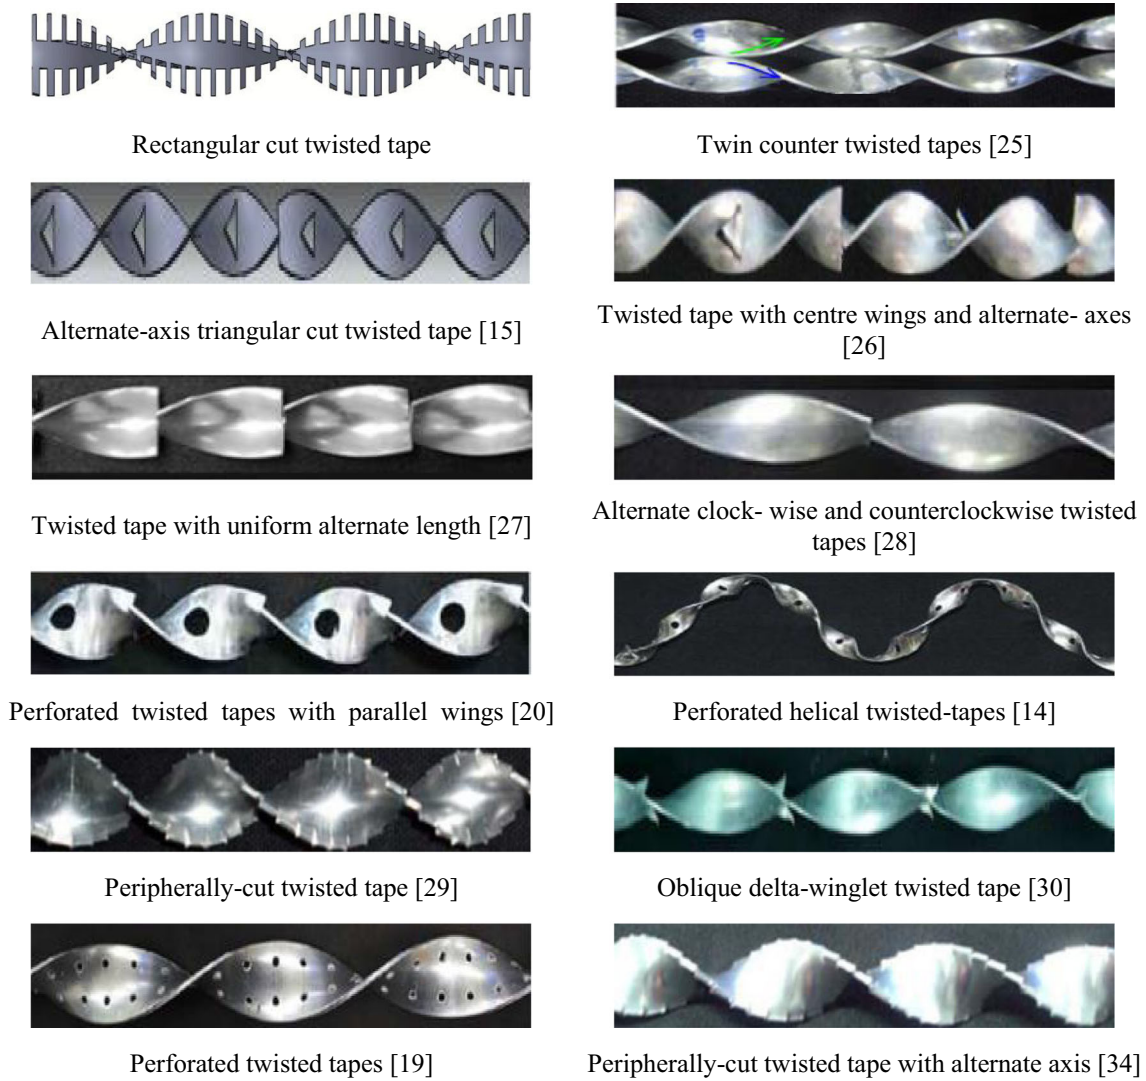 Rectangular cut twisted tape
Twin counter twisted tapes [25]
Alternate-axis triangular cut twisted tape [15]
Twisted tape with centre wings and alternate- axes
[26]
Twisted tape with uniform alternate length [27]
Alternate clock- wise and counterclockwise twisted
tapes [28]
Perforated twisted tapes with parallel wings [20]
Perforated helical twisted-tapes [14]
Peripherally-cut twisted tape [29]
Oblique delta-winglet twisted tape [30]
Perforated twisted tapes [19]
Peripherally-cut twisted tape with alternate axis [34]